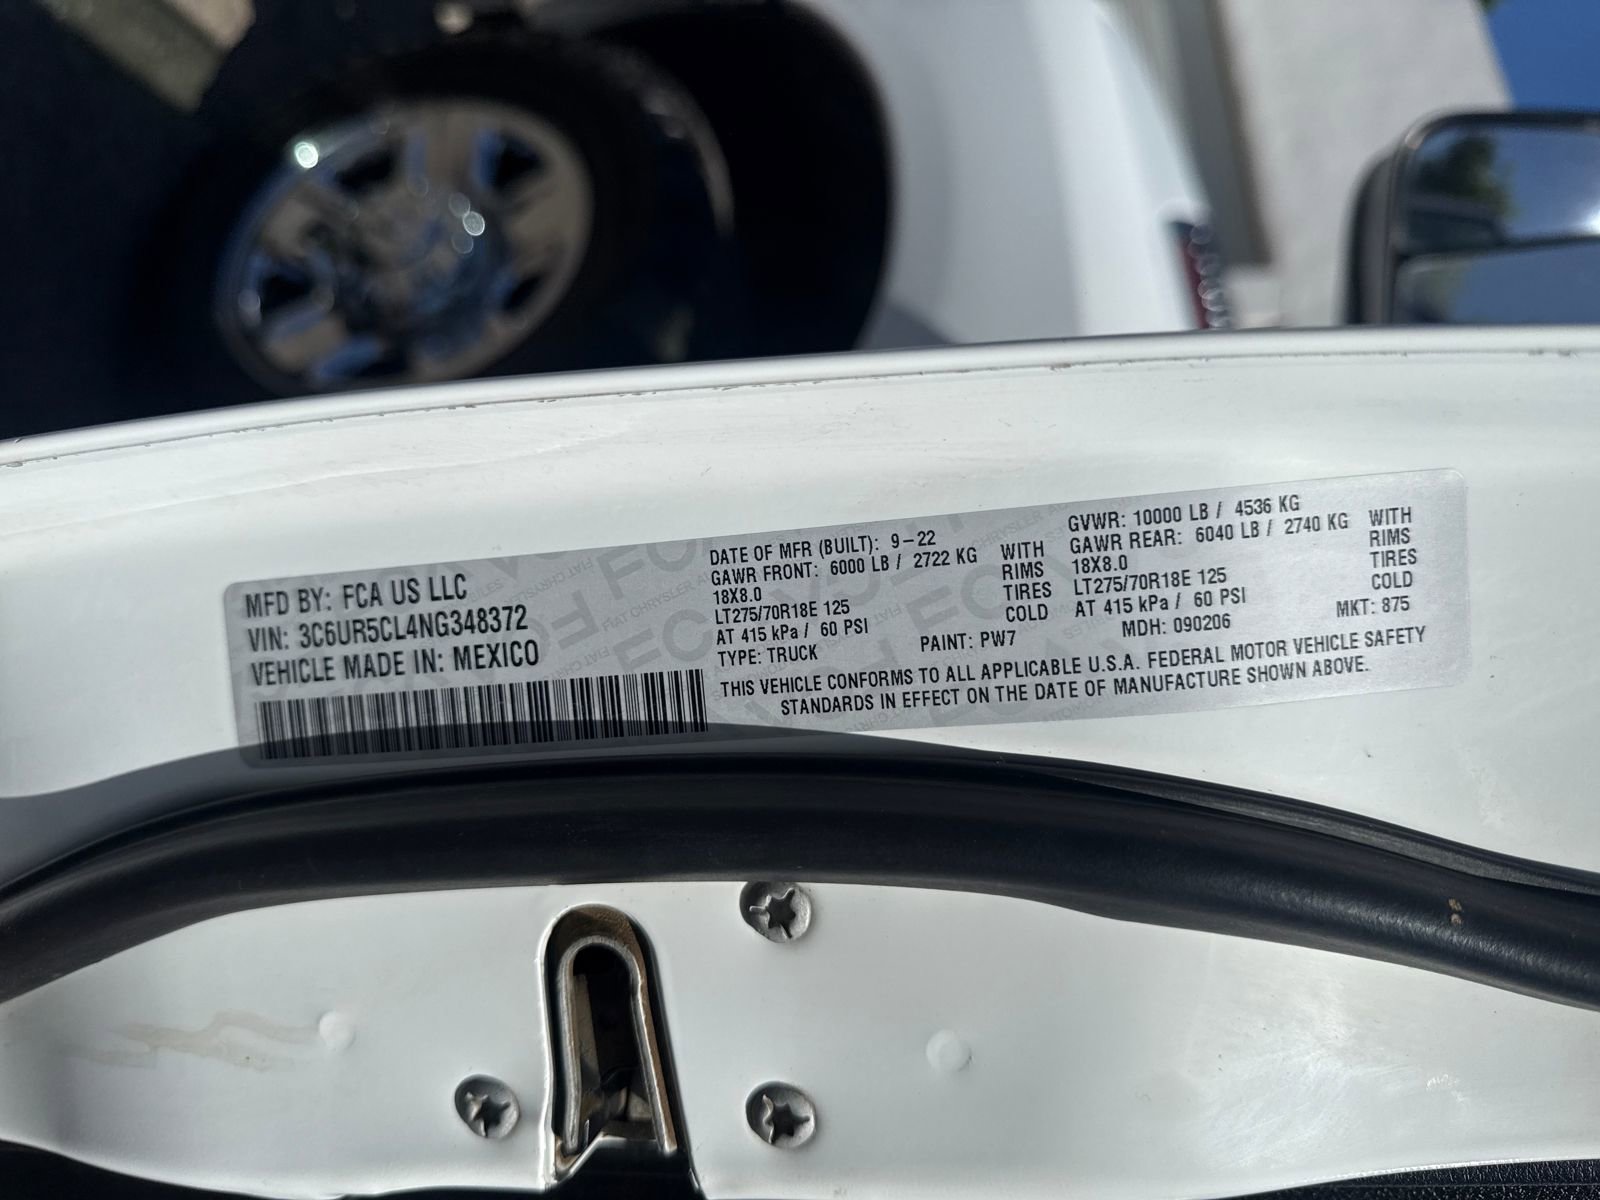 MFD BY: FCA US LLC
VIN: 3C6UR5CL4NG348372
VEHICLE MADE IN: MEXICO
DATE OF MFR (BUILT): 9-22
GAWR FRONT: 6000 LB / 2722 KG WITH
18X8.0 RIMS
LT275/70R18E 125 TIRES
AT 415 kPa / 60 PSI COLD
TYPE: TRUCK PAINT: PW7
GVWR: 10000 LB / 4536 KG
GAWR REAR: 6040 LB / 2740 KG WITH
18X8.0 RIMS
LT275/70R18E 125 TIRES
AT 415 kPa / 60 PSI COLD
MDH: 090206 MKT: 875
THIS VEHICLE CONFORMS TO ALL APPLICABLE U.S.A. FEDERAL MOTOR VEHICLE SAFETY
STANDARDS IN EFFECT ON THE DATE OF MANUFACTURE SHOWN ABOVE.